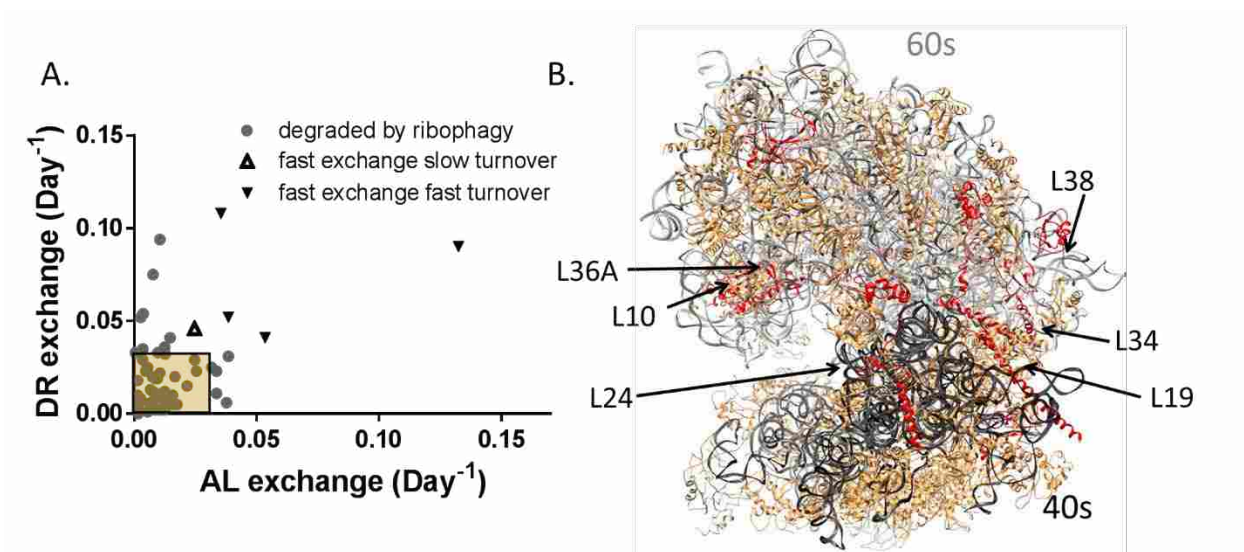 A.
DR exchange (Day-1)
0.15
0.10
0.05
0.00
degraded by ribophagy
fast exchange slow turnover
fast exchange fast turnover
0.00 0.05 0.10 0.15
AL exchange (Day-1)
B.
60s
L38
L36A
L10
L34
L24
L19
40s